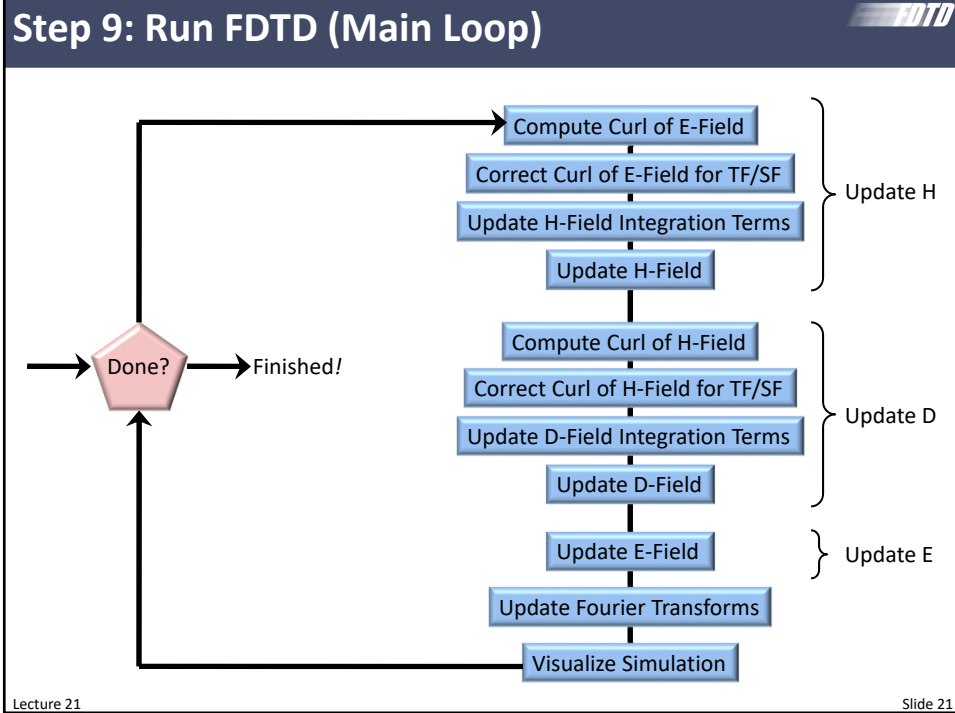 Step 9: Run FDTD (Main Loop)
FDTD
Compute Curl of E-Field
Correct Curl of E-Field for TF/SF
Update H-Field Integration Terms
Update H-Field
Update H
Done?
Finished!
Compute Curl of H-Field
Correct Curl of H-Field for TF/SF
Update D-Field Integration Terms
Update D-Field
Update D
Update E-Field
Update E
Update Fourier Transforms
Visualize Simulation
Lecture 21
Slide 21